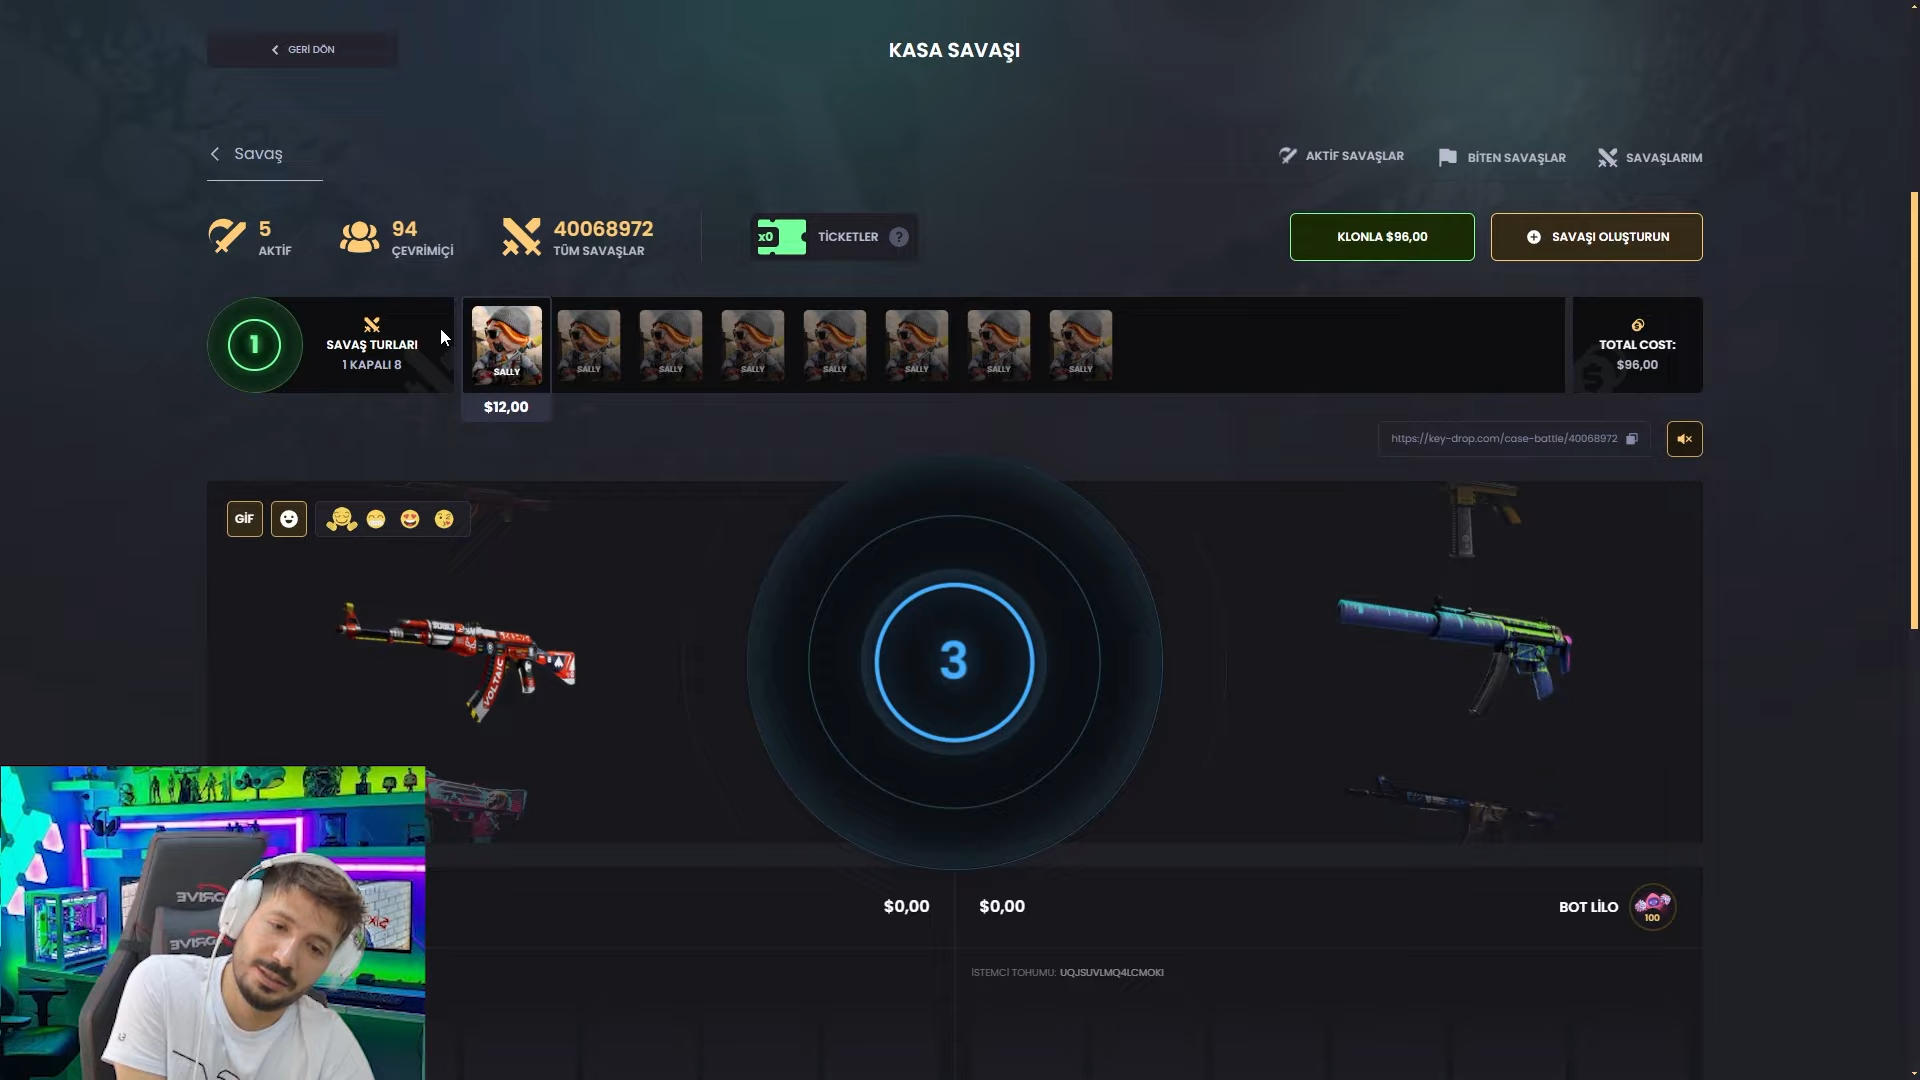 GERİ DÖN
KASA SAVAŞI
Savaş
AKTİF SAVAŞLAR
BİTEN SAVAŞLAR
SAVAŞLARIM
5
AKTİF
94
ÇEVRİMİÇİ
40068972
TÜM SAVAŞLAR
x0
TİCKETLER
?
KLONLA $96,00
SAVAŞI OLUŞTURUN
1
SAVAŞ TURLARI
1 KAPALI 8
SALLY
SALLY
SALLY
SALLY
SALLY
SALLY
SALLY
SALLY
$12,00
TOTAL COST:
$96,00
https://key-drop.com/case-battle/40068972
GIF
VOLTAIC
3
$0,00
$0,00
BOT LİLO
100
İSTEMCİ TOHUMU: UQJSUVLMQ4LCMOKI